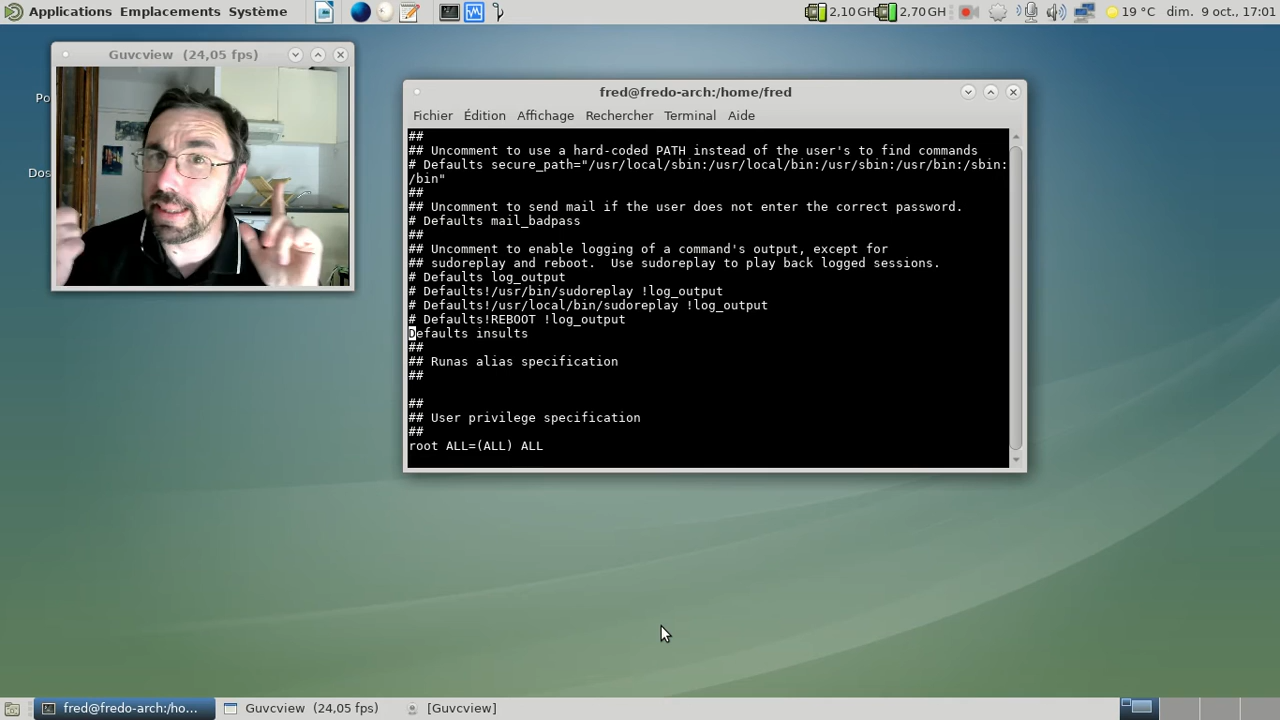 Applications Emplacements Système
2,10 GH 2,70 GH 19 °C dim. 9 oct., 17:01
Guvcview (24,05 fps)
Po
Dos
fred@fredo-arch:/home/fred
Fichier Édition Affichage Rechercher Terminal Aide
##
## Uncomment to use a hard-coded PATH instead of the user's to find commands
# Defaults secure_path="/usr/local/sbin:/usr/local/bin:/usr/sbin:/usr/bin:/sbin:
/bin"
##
## Uncomment to send mail if the user does not enter the correct password.
# Defaults mail_badpass
##
## Uncomment to enable logging of a command's output, except for
## sudoreplay and reboot.  Use sudoreplay to play back logged sessions.
# Defaults log_output
# Defaults!/usr/bin/sudoreplay !log_output
# Defaults!/usr/local/bin/sudoreplay !log_output
# Defaults!REBOOT !log_output
Defaults insults
##
## Runas alias specification
##
##
## User privilege specification
##
root ALL=(ALL) ALL
fred@fredo-arch:/ho... Guvcview (24,05 fps) [Guvcview]